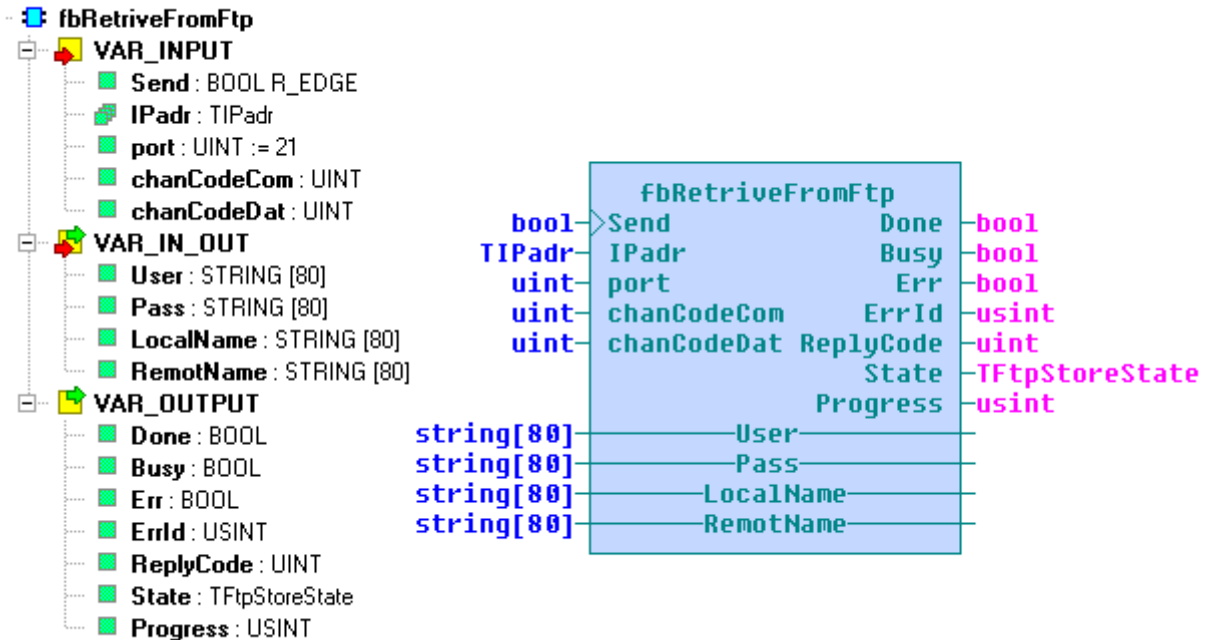 fbRetriveFromFtp
VAR_INPUT
Send : BOOL R_EDGE
IPadr : TIPadr
port : UINT := 21
chanCodeCom : UINT
chanCodeDat : UINT
VAR_IN_OUT
User : STRING [80]
Pass : STRING [80]
LocalName : STRING [80]
RemotName : STRING [80]
VAR_OUTPUT
Done : BOOL
Busy : BOOL
Err : BOOL
ErrId : USINT
ReplyCode : UINT
State : TFtpStoreState
Progress : USINT
fbRetriveFromFtp
bool Send Done bool
TIPadr IPadr Busy bool
uint port Err bool
uint chanCodeCom ErrId usint
uint chanCodeDat ReplyCode uint
State TFtpStoreState
Progress usint
string[80] User
string[80] Pass
string[80] LocalName
string[80] RemotName